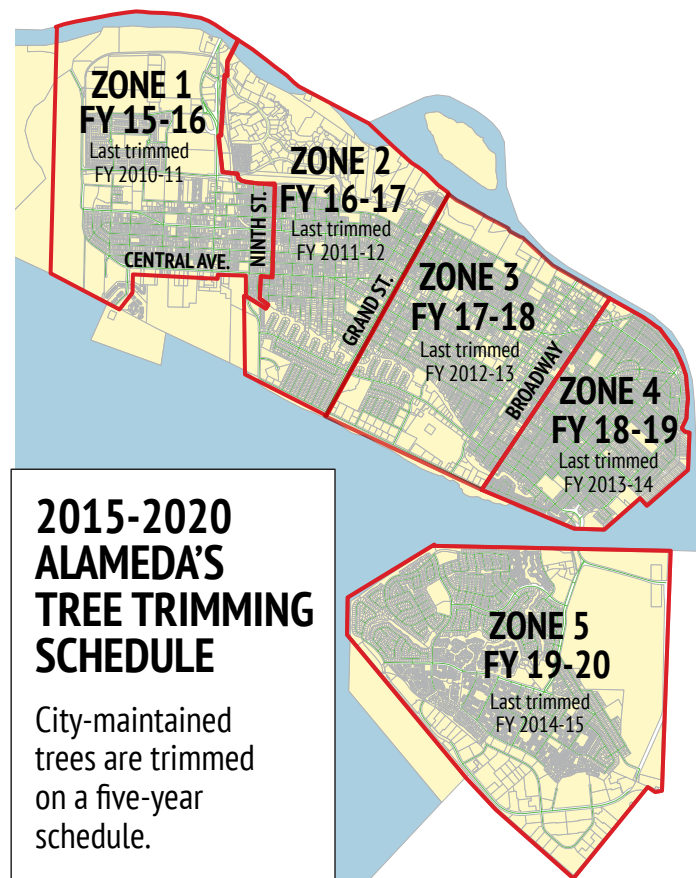 ZONE 1
FY 15-16
Last trimmed
FY 2010-11
CENTRAL AVE.
NINTH ST.
ZONE 2
FY 16-17
Last trimmed
FY 2011-12
GRAND ST.
ZONE 3
FY 17-18
Last trimmed
FY 2012-13
BROADWAY
ZONE 4
FY 18-19
Last trimmed
FY 2013-14
ZONE 5
FY 19-20
Last trimmed
FY 2014-15
2015-2020
ALAMEDA'S
TREE TRIMMING
SCHEDULE
City-maintained
trees are trimmed
on a five-year
schedule.